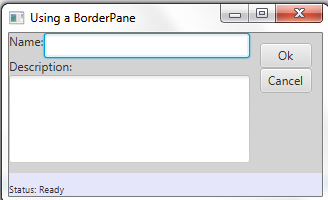 Using a BorderPane
Name:
Ok
Description:
Cancel
Status: Ready